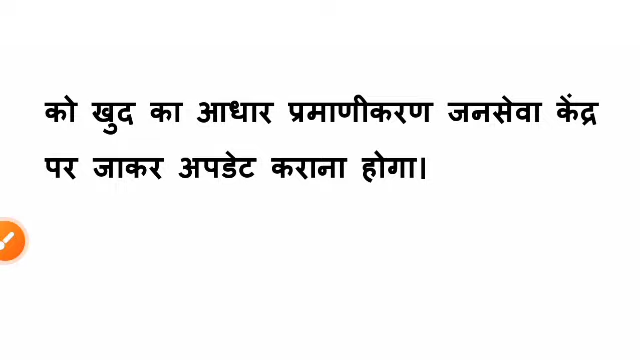 को खुद का आधार प्रमाणीकरण जनसेवा केंद्र
पर जाकर अपडेट कराना होगा।